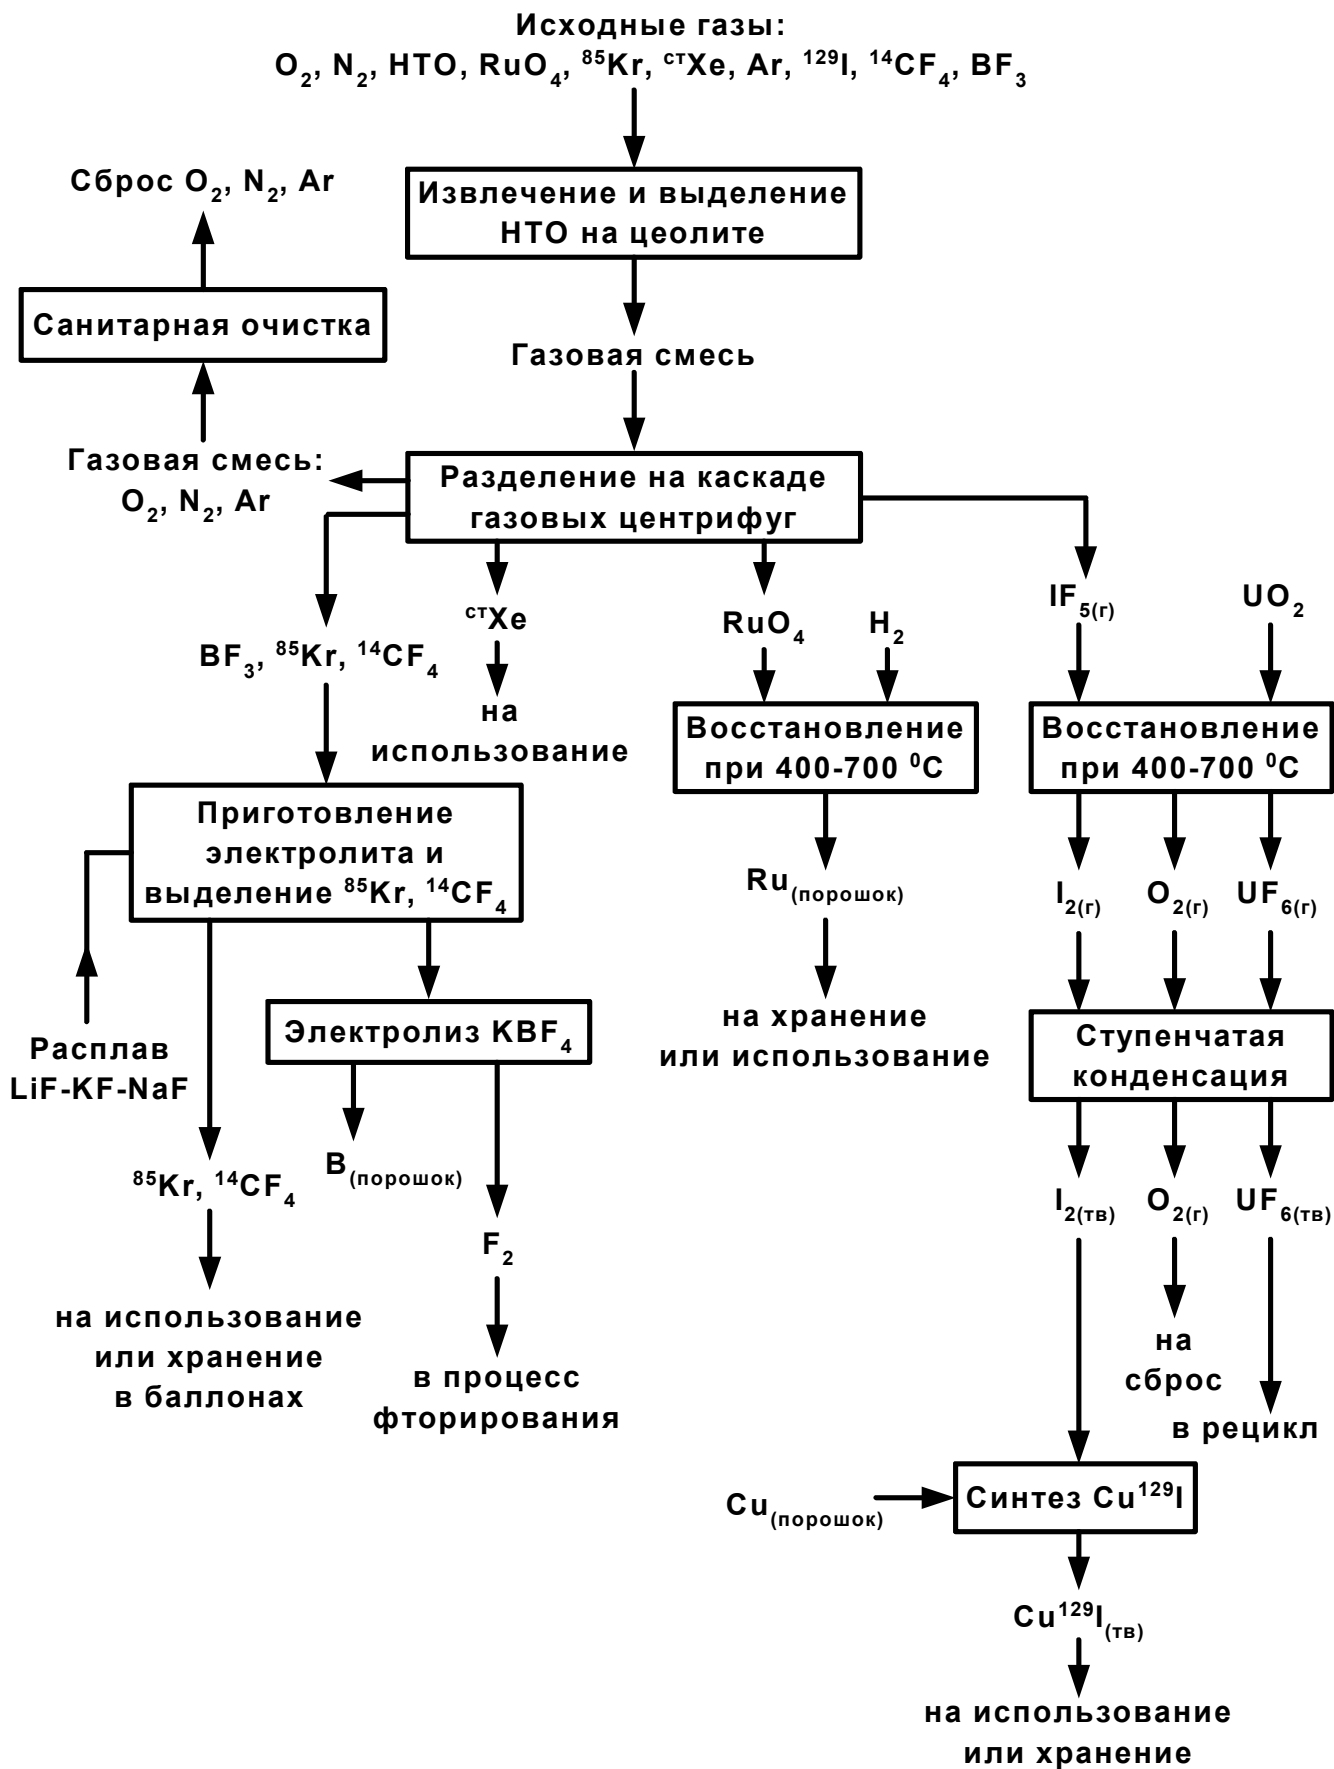 Исходные газы:
O₂, N₂, НТО, RuO₄, ⁸⁵Kr, ᶜᵗXe, Ar, ¹²⁹I, ¹⁴CF₄, BF₃
Извлечение и выделение
НТО на цеолите
Сброс O₂, N₂, Ar
Санитарная очистка
Газовая смесь
Газовая смесь:
O₂, N₂, Ar
Разделение на каскаде
газовых центрифуг
BF₃, ⁸⁵Kr, ¹⁴CF₄
стXe
на
использование
RuO₄
H₂
IF₅(г)
UO₂
Восстановление
при 400-700 ⁰C
Восстановление
при 400-700 ⁰C
Приготовление
электролита и
выделение ⁸⁵Kr, ¹⁴CF₄
Ru(порошок)
I₂(г)
O₂(г)
UF₆(г)
на хранение
или использование
Ступенчатая
конденсация
Электролиз KBF₄
Расплав
LiF-KF-NaF
B(порошок)
⁸⁵Kr, ¹⁴CF₄
F₂
I₂(тв)
O₂(г)
UF₆(тв)
на использование
или хранение
в баллонах
в процесс
фторирования
на
сброс
в рецикл
Cu(порошок)
Синтез Cu¹²⁹I
Cu¹²⁹I(тв)
на использование
или хранение